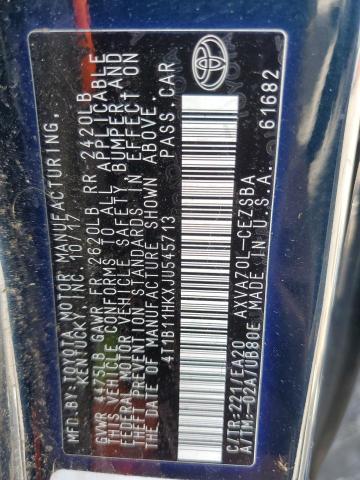 MFD.BY:TOYOTA MOTOR MANUFACTURING,
KENTUCKY INC. 10/17
GVWR 4475LB GAWR FR 2620LB RR 2420LB
THIS VEHICLE CONFORMS TO ALL APPLICABLE
FEDERAL MOTOR VEHICLE SAFETY, BUMPER, AND
THEFT PREVENTION STANDARDS IN EFFECT ON
THE DATE OF MANUFACTURE SHOWN ABOVE.
4T1B11HKXJU545713 PASS.CAR
C/TR:221/EA20 AXVA70L-CEZSBA
A/TM:-02A/UB80E MADE IN U.S.A.
61682
TOYOTA